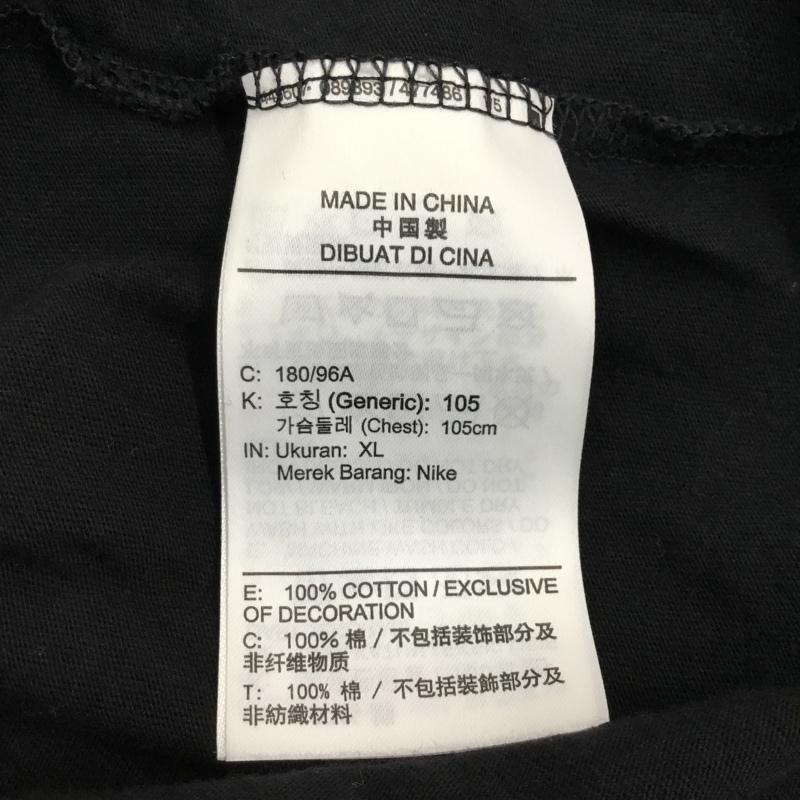 089893 / 477486
MADE IN CHINA
中国製
DIBUAT DI CINA
C: 180/96A
K: 호칭 (Generic): 105
가슴둘레 (Chest): 105cm
IN: Ukuran: XL
Merek Barang: Nike
E: 100% COTTON / EXCLUSIVE
OF DECORATION
C: 100% 棉 / 不包括装饰部分及
非纤维物质
T: 100% 棉 / 不包括裝飾部分及
非紡織材料